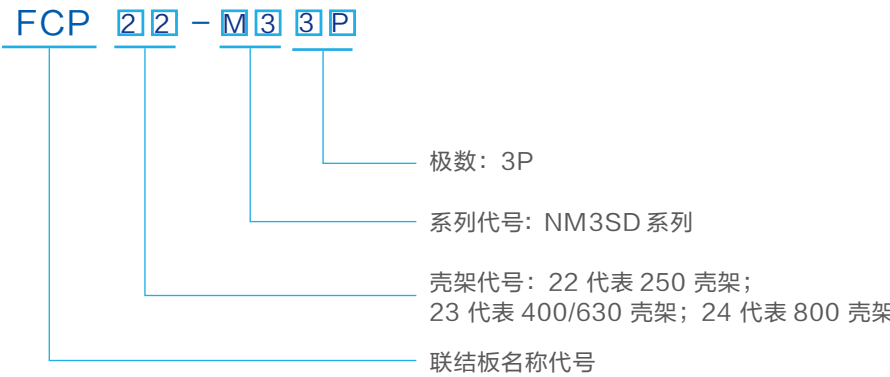 FCP 22-M33P
极数：3P
系列代号：NM3SD 系列
壳架代号：22 代表 250 壳架；
23 代表 400/630 壳架；24 代表 800 壳架
联结板名称代号